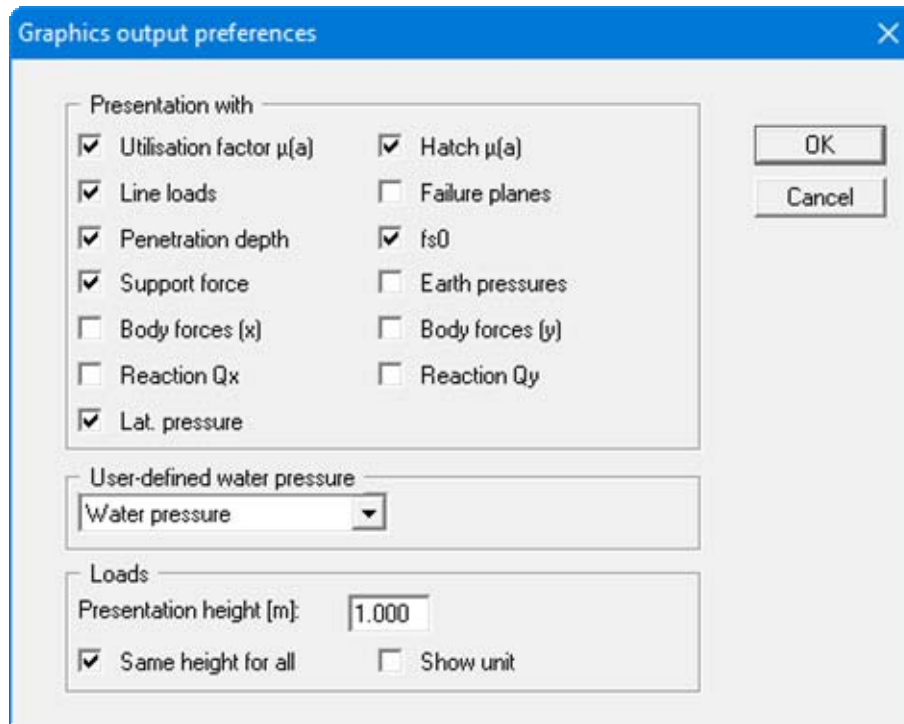 Graphics output preferences
Presentation with
Utilisation factor µ(a)
Hatch µ(a)
Line loads
Failure planes
Penetration depth
fs0
Support force
Earth pressures
Body forces (x)
Body forces (y)
Reaction Qx
Reaction Qy
Lat. pressure
OK
Cancel
User-defined water pressure
Water pressure
Loads
Presentation height [m]: 1.000
Same height for all
Show unit